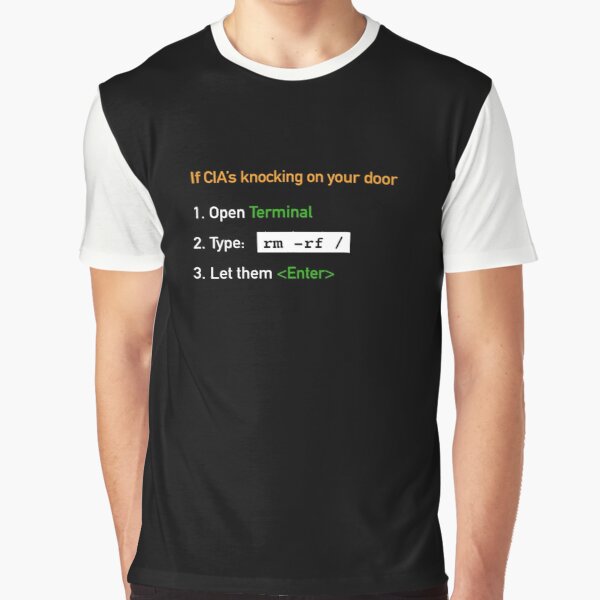 If CIA's knocking on your door
1. Open Terminal
2. Type: rm -rf /
3. Let them <Enter>